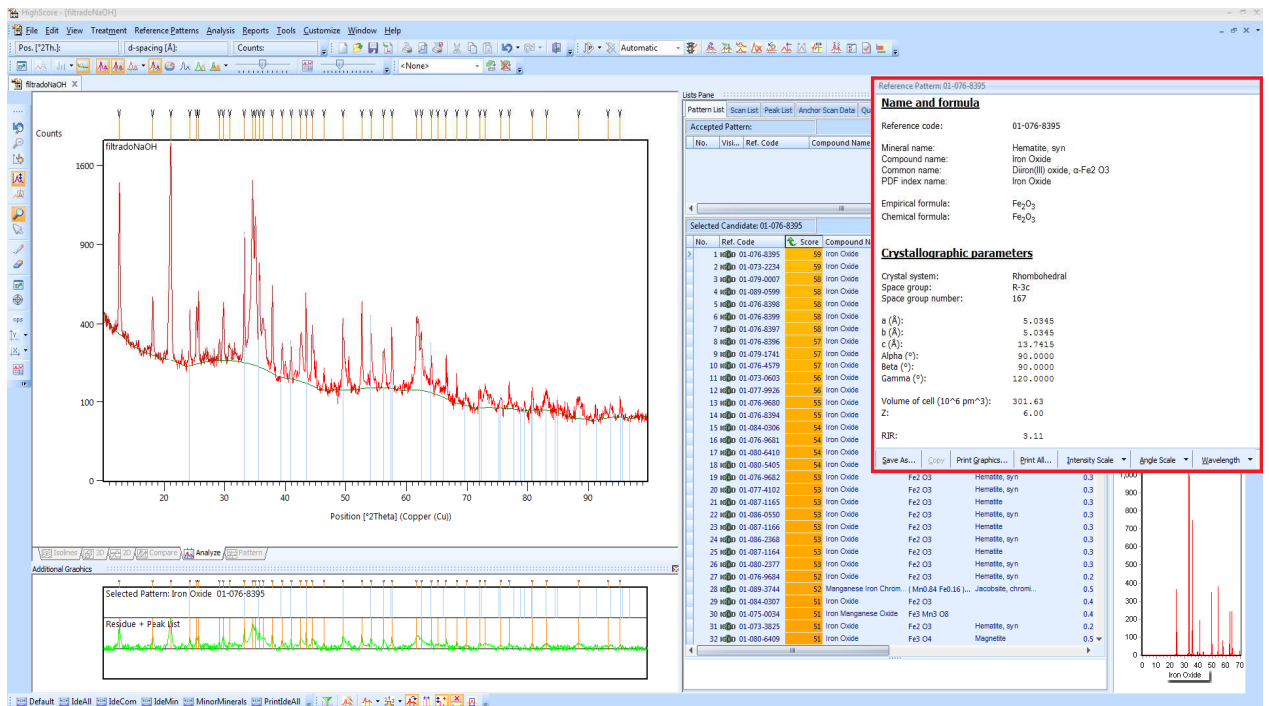 HighScore - [filtradoNaOH]
File Edit View Treatment Reference Patterns Analysis Reports Tools Customize Window Help
Pos. [°2Th.]: d-spacing [Å]: Counts: Automatic
<None>
filtradoNaOH X
Counts
filtradoNaOH
1600
900
400
100
0
20 30 40 50 60 70 80 90
Position [°2Theta] (Copper (Cu))
Isolines 3D 2D Compare Analyze Pattern
Additional Graphics
Selected Pattern: Iron Oxide 01-076-8395
Residue + Peak List
Lists Pane
Pattern List Scan List Peak List Anchor Scan Data
Accepted Pattern:
No. Visi... Ref. Code Compound Name
Selected Candidate: 01-076-8395
No. Ref. Code Score Compound N
1 01-076-8395 59 Iron Oxide
2 01-073-2234 59 Iron Oxide
3 01-079-0007 58 Iron Oxide
4 01-089-0599 58 Iron Oxide
5 01-076-8398 58 Iron Oxide
6 01-076-8399 58 Iron Oxide
7 01-076-8397 58 Iron Oxide
8 01-076-8396 57 Iron Oxide
9 01-079-1741 57 Iron Oxide
10 01-076-4579 57 Iron Oxide
11 01-073-0603 56 Iron Oxide
11 01-077-9926 56 Iron Oxide
13 01-076-9680 55 Iron Oxide
14 01-076-8394 55 Iron Oxide
15 01-084-0306 54 Iron Oxide
16 01-076-9681 54 Iron Oxide
17 01-080-6410 54 Iron Oxide
18 01-080-5405 54 Iron Oxide
19 01-076-9682 53 Iron Oxide Fe2 O3 Hematite, syn 0.3
20 01-077-4102 53 Iron Oxide Fe2 O3 Hematite, syn 0.3
21 01-087-1165 53 Iron Oxide Fe2 O3 Hematite 0.3
22 01-086-0550 53 Iron Oxide Fe2 O3 Hematite, syn 0.3
23 01-087-1166 53 Iron Oxide Fe2 O3 Hematite 0.3
24 01-086-2368 53 Iron Oxide Fe2 O3 Hematite, syn 0.3
25 01-087-1164 53 Iron Oxide Fe2 O3 Hematite 0.3
26 01-080-2377 53 Iron Oxide Fe2 O3 Hematite, syn 0.3
27 01-076-9684 52 Iron Oxide Fe2 O3 Hematite, syn 0.2
28 01-089-3744 52 Manganese Iron Chrom... ( Mn0.84 Fe0.16 )... Jacobsite, chromi... 0.5
29 01-084-0307 51 Iron Oxide Fe2 O3 0.4
30 01-075-0034 51 Iron Manganese Oxide Fe3 Mn3 O8 0.4
31 01-073-3825 51 Iron Oxide Fe2 O3 Hematite, syn 0.2
32 01-080-6409 51 Iron Oxide Fe3 O4 Magnetite 0.5
Reference Pattern: 01-076-8395
Name and formula
Reference code: 01-076-8395
Mineral name: Hematite, syn
Compound name: Iron Oxide
Common name: Diiron(III) oxide, α-Fe2 O3
PDF index name: Iron Oxide
Empirical formula: Fe2O3
Chemical formula: Fe2O3
Crystallographic parameters
Crystal system: Rhombohedral
Space group: R-3c
Space group number: 167
a (Å): 5.0345
b (Å): 5.0345
c (Å): 13.7415
Alpha (°): 90.0000
Beta (°): 90.0000
Gamma (°): 120.0000
Volume of cell (10^6 pm^3): 301.63
Z: 6.00
RIR: 3.11
Save As... Copy Print Graphics... Print All... Intensity Scale Angle Scale Wavelength
1,000
900
800
700
600
500
400
300
200
100
0
0 10 20 30 40 50 60 70
Iron Oxide
Default IdeAll IdeCom IdeMin MinorMinerals PrintIdeAll